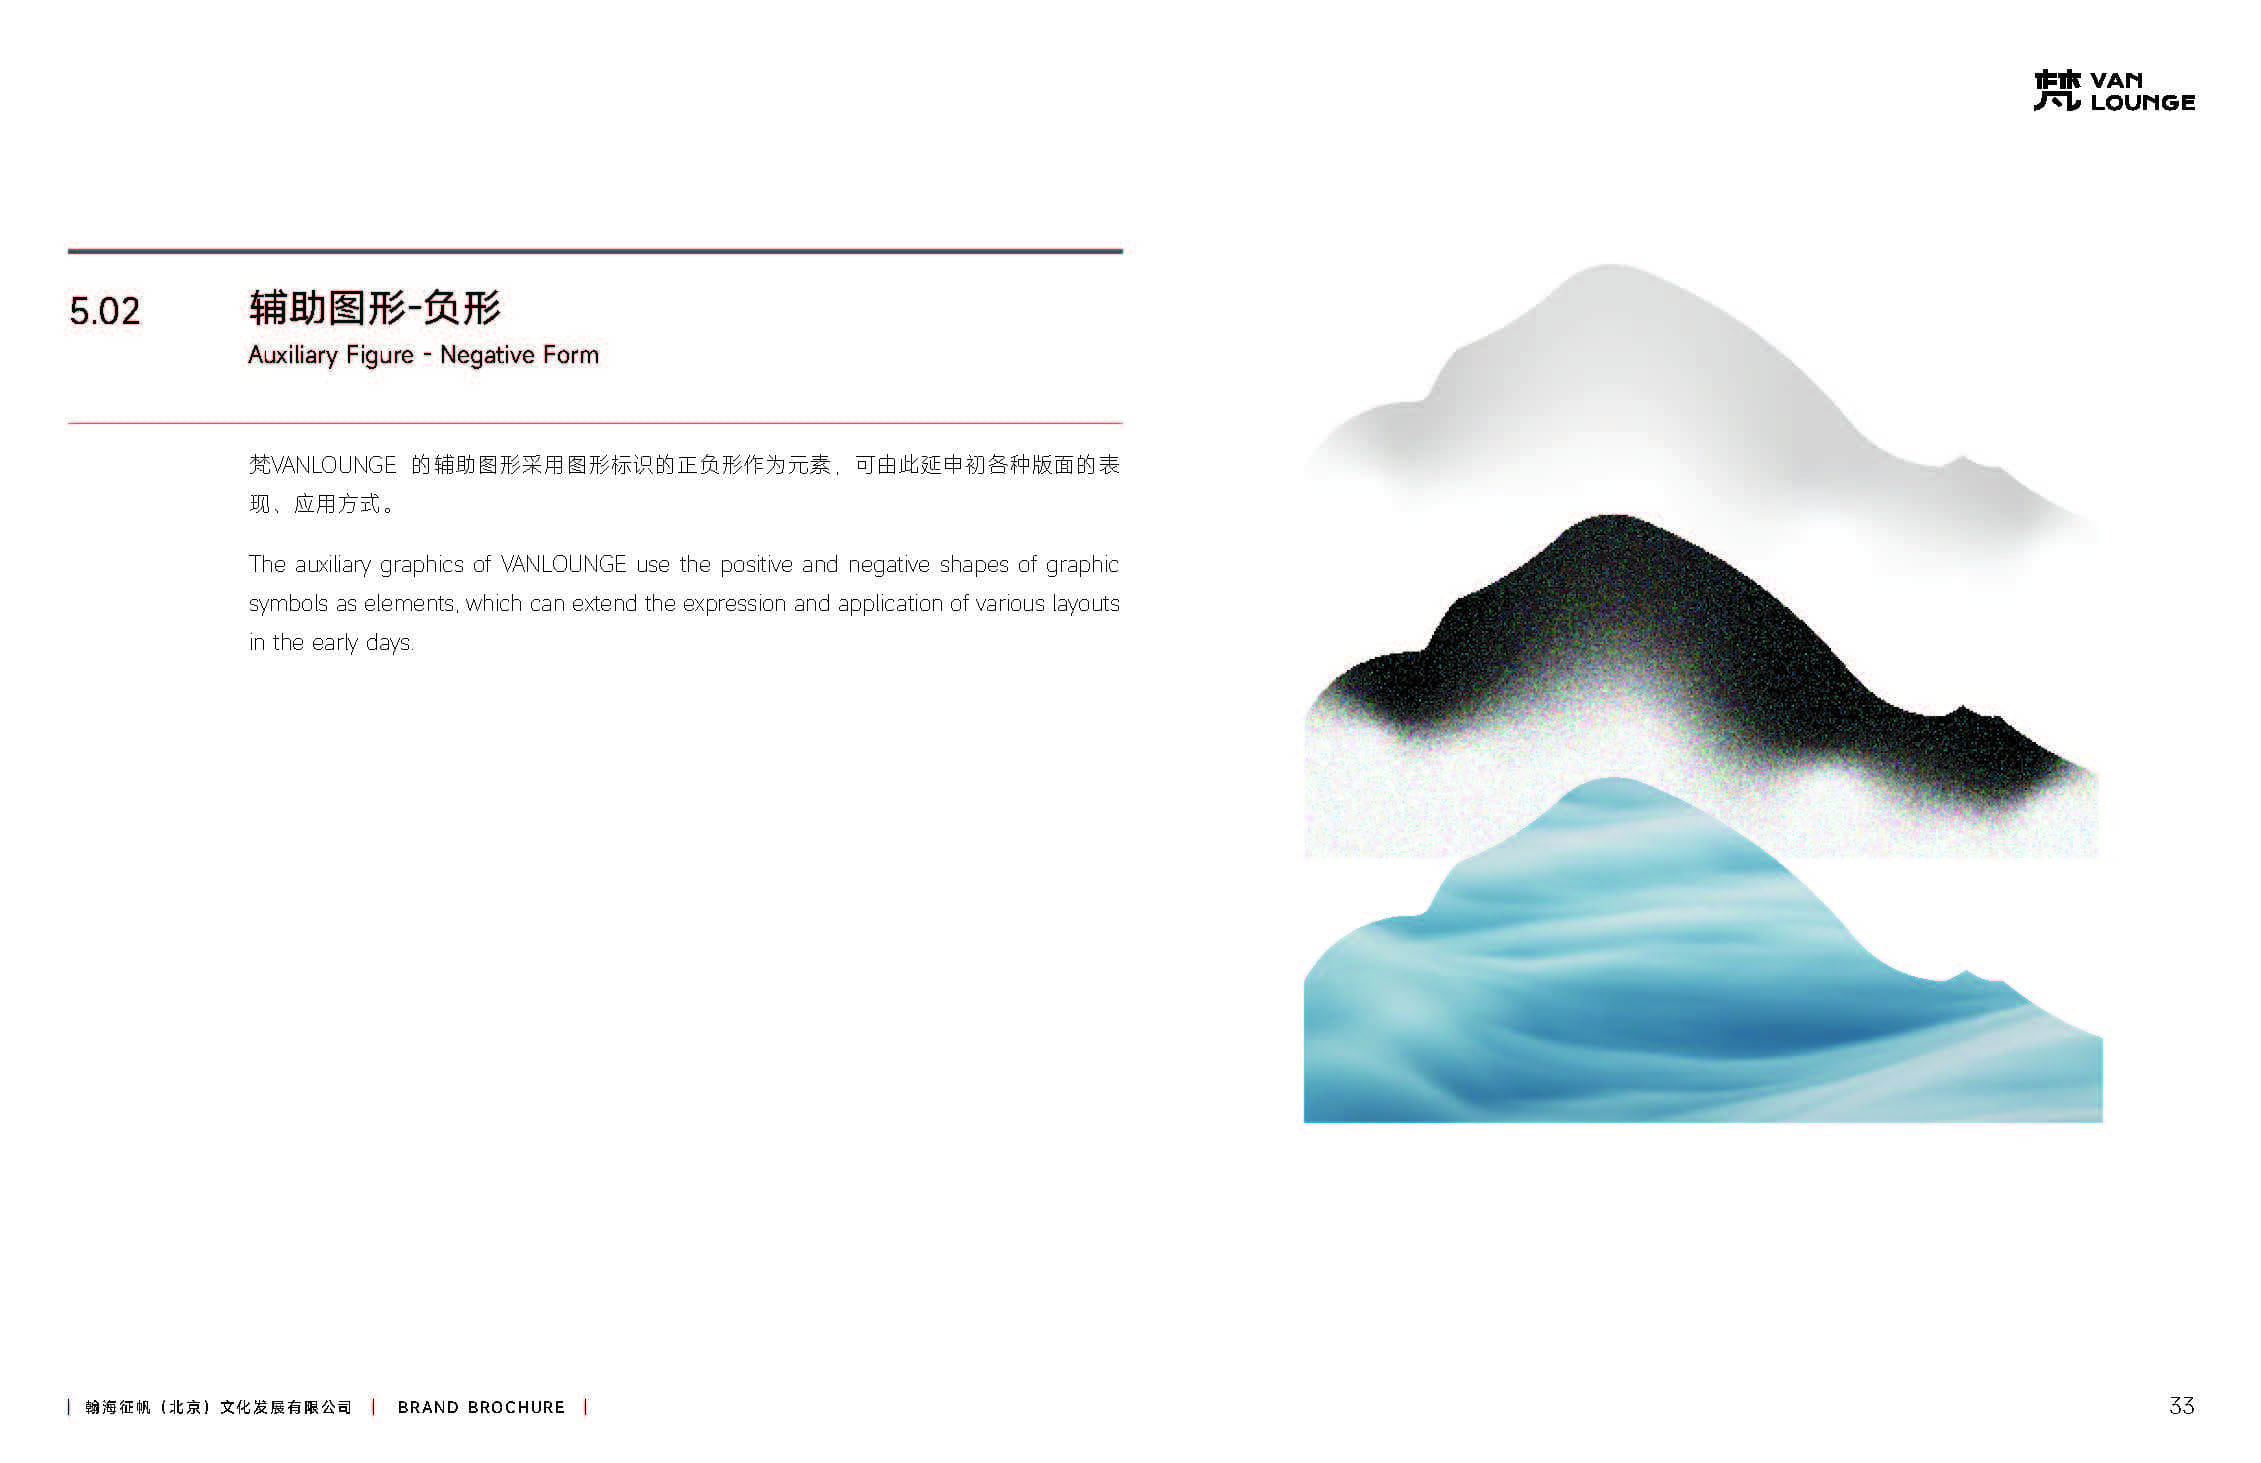 梵 VAN
LOUNGE
5.02
辅助图形-负形
Auxiliary Figure - Negative Form
梵VANLOUNGE 的辅助图形采用图形标识的正负形作为元素，可由此延申初各种版面的表
现、应用方式。
The auxiliary graphics of VANLOUNGE use the positive and negative shapes of graphic
symbols as elements, which can extend the expression and application of various layouts
in the early days.
翰海征帆（北京）文化发展有限公司 | BRAND BROCHURE
33